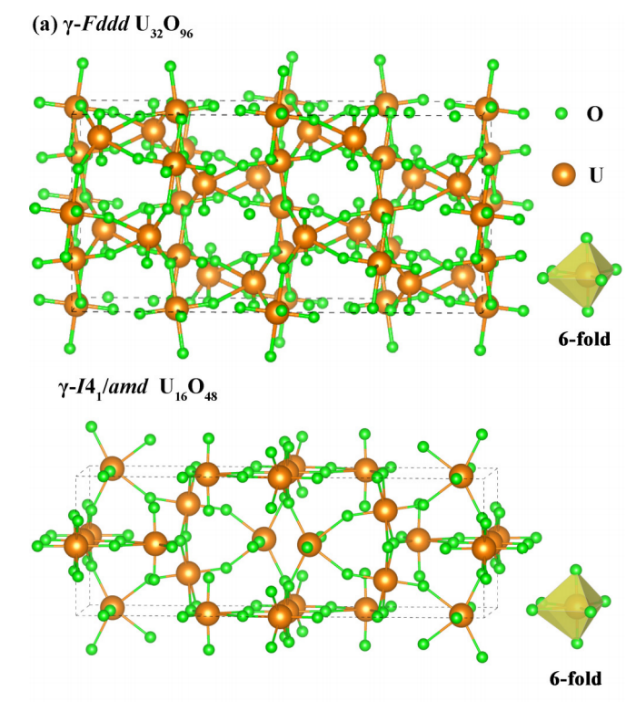 (a) γ-Fddd U₃₂O₉₆
O
U
6-fold
γ-I4₁/amd U₁₆O₄₈
6-fold